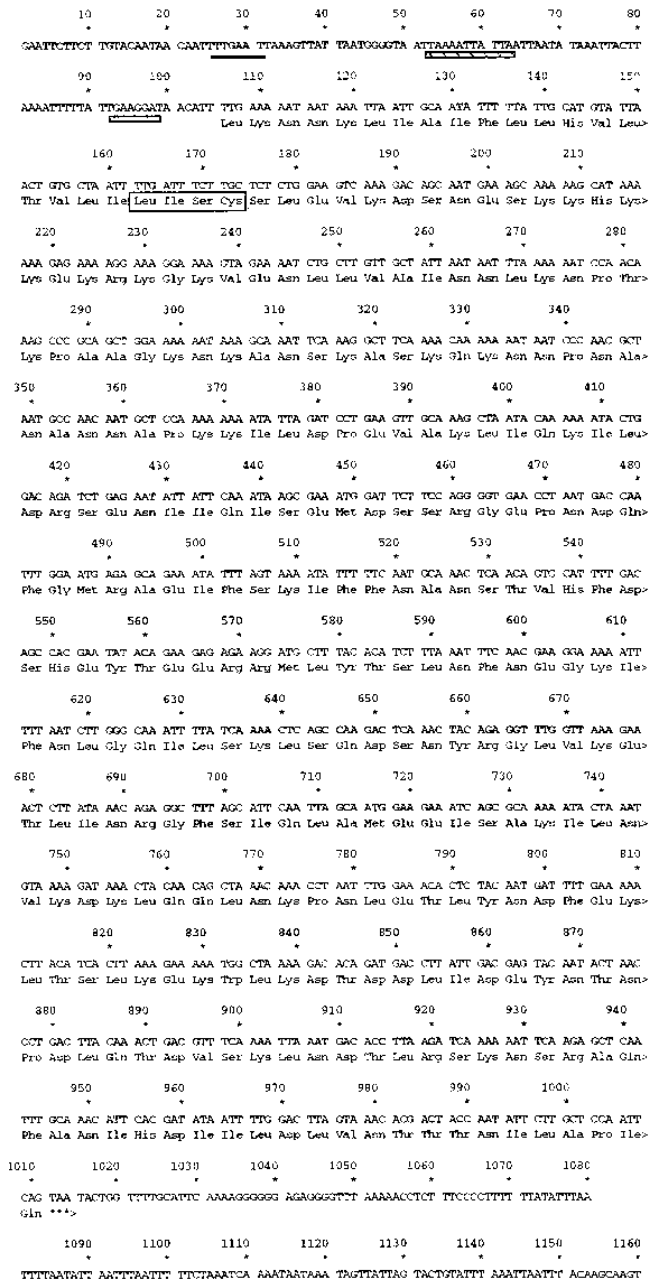 10 20 30 40 50 60 70 80
* * * * * * * *
GAATTCTTCT TGTACAATAA CAATTTTGAA TTAAAGTTAT TAATGGGGTA ATTAAAATTA TTAATTAATA TAAATTACTT
90 100 110 120 130 140 150
* * * * * * *
AAAATTTTTA TTGAAGGATA ACATT TTG AAA AAT AAT AAA TTA ATT GCA ATA TTT TTA TTG CAT GTA TTA
Leu Lys Asn Asn Lys Leu Ile Ala Ile Phe Leu Leu His Val Leu>
160 170 180 190 200 210
* * * * * *
ACT GTG CTA ATT TTG ATT TCT TGC TCT CTG GAA GTC AAA GAC AGC AAT GAA AGC AAA AAG CAT AAA
Thr Val Leu Ile Leu Ile Ser Cys Ser Leu Glu Val Lys Asp Ser Asn Glu Ser Lys Lys His Lys>
220 230 240 250 260 270 280
* * * * * * *
AAA GAG AAA AGG AAA GGA AAA GTA GAA AAT CTG CTT GTT GCT ATT AAT AAT TTA AAA AAT CCA ACA
Lys Glu Lys Arg Lys Gly Lys Val Glu Asn Leu Leu Val Ala Ile Asn Asn Leu Lys Asn Pro Thr>
290 300 310 320 330 340
* * * * * *
AAG CCC GCA GCT GGA AAA AAT AAA GCA AAT TCA AAG GCT TCA AAA CAA AAA AAT AAT CCC AAC GCT
Lys Pro Ala Ala Gly Lys Asn Lys Ala Asn Ser Lys Ala Ser Lys Gln Lys Asn Asn Pro Asn Ala>
350 360 370 380 390 400 410
* * * * * * *
AAT GCC AAC AAT GCT CCA AAA AAA ATA TTA GAT CCT GAA GTT GCA AAG CTA ATA CAA AAA ATA CTG
Asn Ala Asn Asn Ala Pro Lys Lys Ile Leu Asp Pro Glu Val Ala Lys Leu Ile Gln Lys Ile Leu>
420 430 440 450 460 470 480
* * * * * * *
GAC AGA TCT GAG AAT ATT ATT CAA ATA AGC GAA ATG GAT TCT TCC AGG GGT GAA CCT AAT GAC CAA
Asp Arg Ser Glu Asn Ile Ile Gln Ile Ser Glu Met Asp Ser Ser Arg Gly Glu Pro Asn Asp Gln>
490 500 510 520 530 540
* * * * * *
TTT GGA ATG AGA GCA GAA ATA TTT AGT AAA ATA TTT TTC AAT GCA AAC TCA ACA GTG CAT TTT GAC
Phe Gly Met Arg Ala Glu Ile Phe Ser Lys Ile Phe Phe Asn Ala Asn Ser Thr Val His Phe Asp>
550 560 570 580 590 600 610
* * * * * * *
AGC CAC GAA TAT ACA GAA GAG AGA AGG ATG CTT TAC ACA TCT TTA AAT TTC AAC GAA GGA AAA ATT
Ser His Glu Tyr Thr Glu Glu Arg Arg Met Leu Tyr Thr Ser Leu Asn Phe Asn Glu Gly Lys Ile>
620 630 640 650 660 670
* * * * * *
TTT AAT CTT GGG CAA ATT TTA TCA AAA CTC AGC CAA GAC TCA AAC TAC AGA GGT TTG GTT AAA GAA
Phe Asn Leu Gly Gln Ile Leu Ser Lys Leu Ser Gln Asp Ser Asn Tyr Arg Gly Leu Val Lys Glu>
680 690 700 710 720 730 740
* * * * * * *
ACT CTT ATA AAC AGA GGC TTT AGC ATT CAA TTA GCA ATG GAA GAA ATC AGC GCA AAA ATA CTA AAT
Thr Leu Ile Asn Arg Gly Phe Ser Ile Gln Leu Ala Met Glu Glu Ile Ser Ala Lys Ile Leu Asn>
750 760 770 780 790 800 810
* * * * * * *
GTA AAA GAT AAA CTA CAA CAG CTA AAC AAA CCT AAT TTG GAA ACA CTC TAC AAT GAT TTT GAA AAA
Val Lys Asp Lys Leu Gln Gln Leu Asn Lys Pro Asn Leu Glu Thr Leu Tyr Asn Asp Phe Glu Lys>
820 830 840 850 860 870
* * * * * *
CTT ACA TCA CTT AAA GAA AAA TGG CTA AAA GAC ACA GAT GAC CTT ATT GAC GAG TAC AAT ACT AAC
Leu Thr Ser Leu Lys Glu Lys Trp Leu Lys Asp Thr Asp Asp Leu Ile Asp Glu Tyr Asn Thr Asn>
880 890 900 910 920 930 940
* * * * * * *
CCT GAC TTA CAA ACT GAC GTT TCA AAA TTA AAT GAC ACC TTA AGA TCA AAA AAT TCA AGA GCT CAA
Pro Asp Leu Gln Thr Asp Val Ser Lys Leu Asn Asp Thr Leu Arg Ser Lys Asn Ser Arg Ala Gln>
950 960 970 980 990 1000
* * * * * *
TTT GCA AAC ATT CAC GAT ATA ATT TTG GAC TTA GTA AAC ACG ACT ACC AAT ATT CTT GCT CCA ATT
Phe Ala Asn Ile His Asp Ile Ile Leu Asp Leu Val Asn Thr Thr Thr Asn Ile Leu Ala Pro Ile>
1010 1020 1030 1040 1050 1060 1070 1080
* * * * * * * *
CAG TAA TACTGG TTTTGCATTC AAAAGGGGGG AGAGGGGTTT AAAAACCTCT TTCCCCTTTT TTATATTTAA
Gln ***>
1090 1100 1110 1120 1130 1140 1150 1160
* * * * * * * *
TTTTAATATT AATTTAATTT TTCTAAATCA AAATAATAAA TAGTTATTAG TACTGTATTT AAATTAATTT ACAAGCAAGT